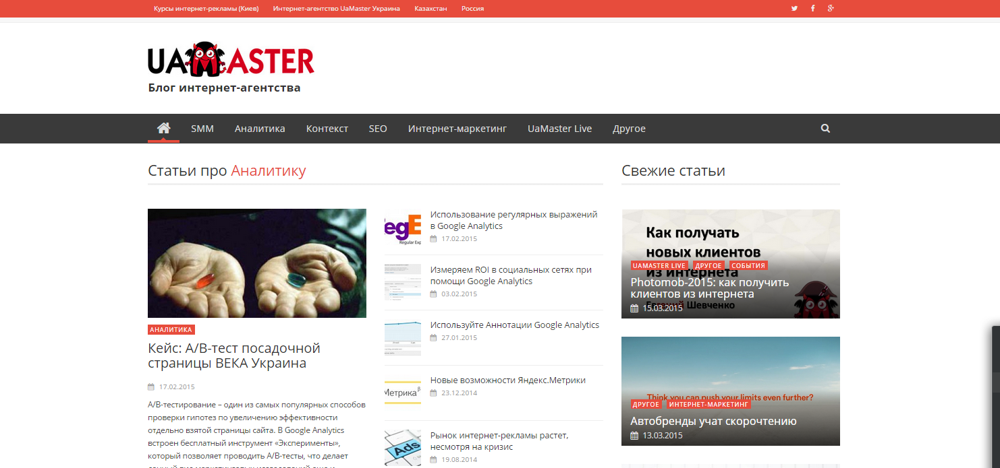 Курсы интернет-рекламы (Киев) Интернет-агентство UaMaster Украина Казахстан Россия
UAMASTER
Блог интернет-агентства
SMM Аналитика Контекст SEO Интернет-маркетинг UaMaster Live Другое
Статьи про Аналитику
АНАЛИТИКА
Кейс: A/B-тест посадочной
страницы ВЕКА Украина
17.02.2015
A/B-тестирование – один из самых популярных способов
проверки гипотез по увеличению эффективности
отдельно взятой страницы сайта. В Google Analytics
встроен бесплатный инструмент «Эксперименты»,
который позволяет проводить A/B-тесты, что делает
egE
Regular Exp
Использование регулярных выражений
в Google Analytics
17.02.2015
Измеряем ROI в социальных сетях при
помощи Google Analytics
03.02.2015
Используйте Аннотации Google Analytics
27.01.2015
Метрика β
Новые возможности Яндекс.Метрики
23.12.2014
Ads
Рынок интернет-рекламы растет,
несмотря на кризис
19.08.2014
Свежие статьи
Как получать
новых клиентов
из интернета
UAMASTER LIVE ДРУГОЕ СОБЫТИЯ
Photomob-2015: как получить
клиентов из интернета
Шевченко
15.03.2015
Think you can push your limits even further?
ДРУГОЕ ИНТЕРНЕТ-МАРКЕТИНГ
Автобренды учат скорочтению
13.03.2015